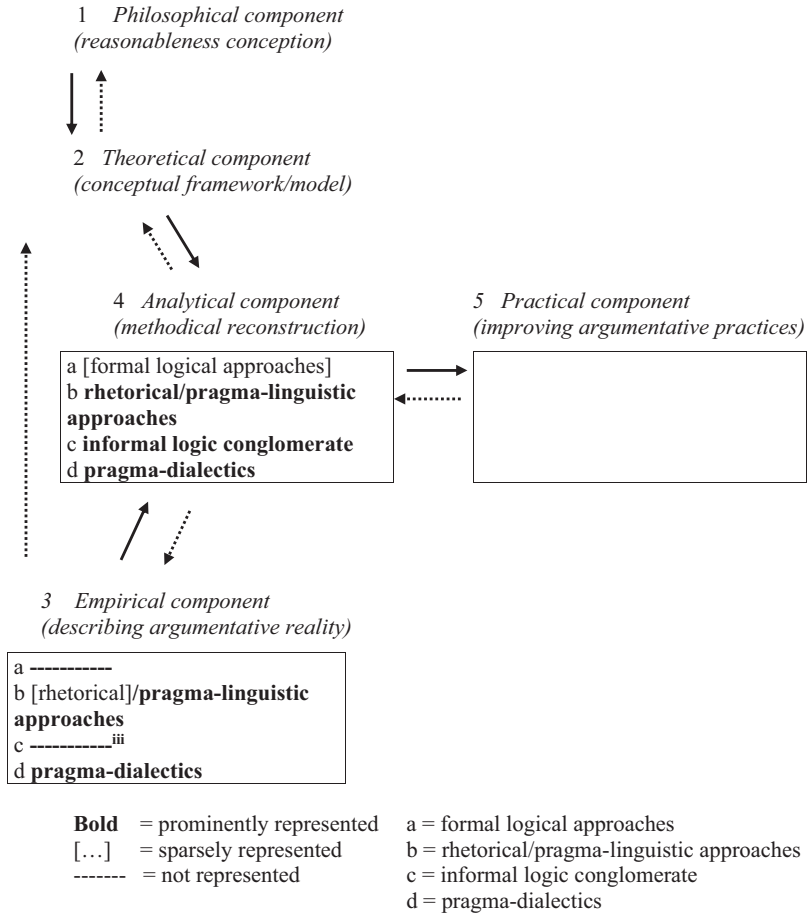 1 Philosophical component
(reasonableness conception)
2 Theoretical component
(conceptual framework/model)
4 Analytical component
(methodical reconstruction)
5 Practical component
(improving argumentative practices)
a [formal logical approaches]
b rhetorical/pragma-linguistic
approaches
c informal logic conglomerate
d pragma-dialectics
3 Empirical component
(describing argumentative reality)
a -----------
b [rhetorical]/pragma-linguistic
approaches
c -----------iii
d pragma-dialectics
Bold = prominently represented
[…] = sparsely represented
------- = not represented
a = formal logical approaches
b = rhetorical/pragma-linguistic approaches
c = informal logic conglomerate
d = pragma-dialectics